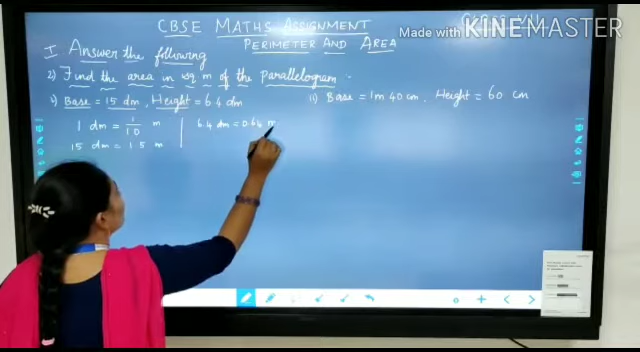 Made with KINEMASTER
CBSE MATHS ASSIGNMENT
PERIMETER AND AREA
I Answer the following
2) Find the area in sq m of the parallelogram.
i) Base = 15 dm, Height = 6.4 dm
ii) Base = 1m 40 cm, Height = 60 cm
1 dm = 1/10 m
6.4 dm = 0.64 m
15 dm = 1.5 m